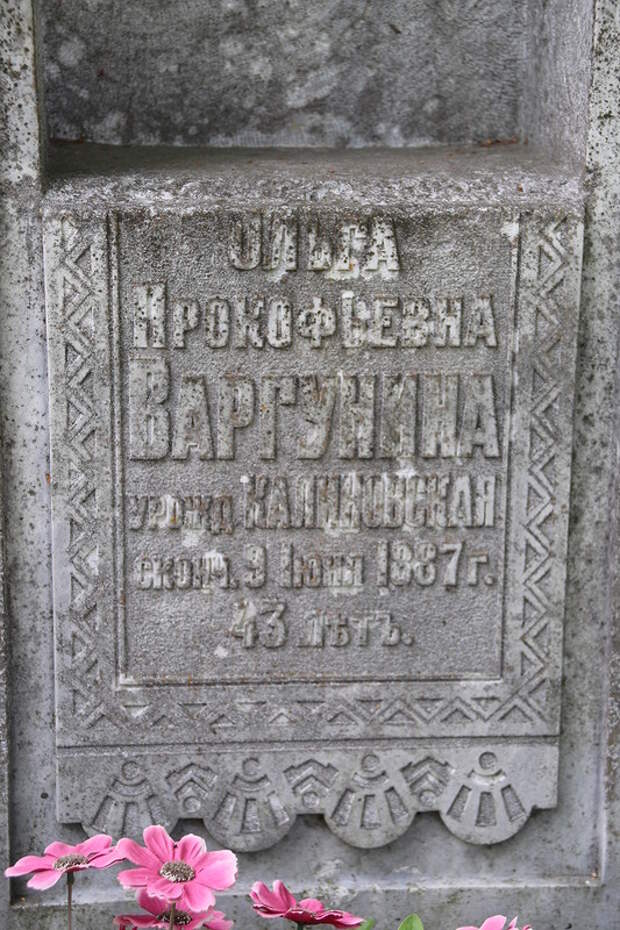 Ольга
Прокофьевна
Варгунина
урожд. Калиновская
сконч. 9 Iюня 1887 г.
43 лѣтъ.